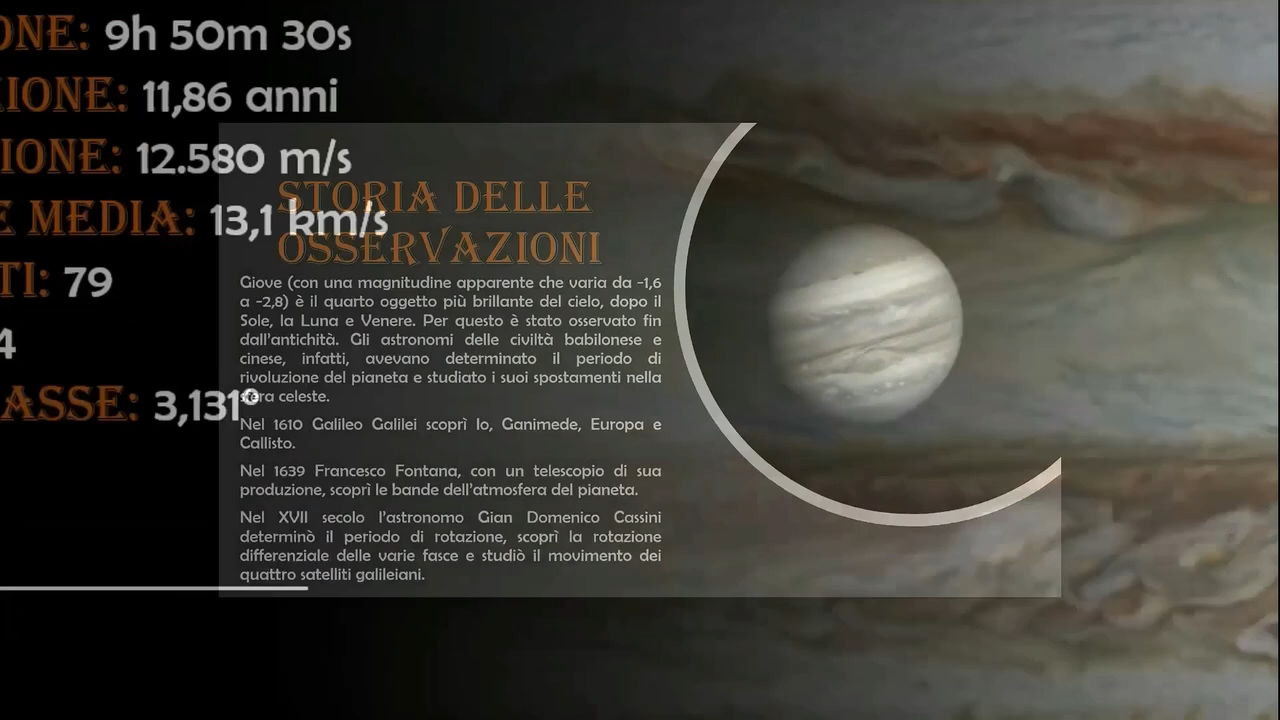 ONE: 9h 50m 30s
IONE: 11,86 anni
IONE: 12.580 m/s
E MEDIA: 13,1 km/s
TI: 79
4
ASSE: 3,131°
STORIA DELLE
OSSERVAZIONI
Giove (con una magnitudine apparente che varia da -1,6
a -2,8) è il quarto oggetto più brillante del cielo, dopo il
Sole, la Luna e Venere. Per questo è stato osservato fin
dall'antichità. Gli astronomi delle civiltà babilonese e
cinese, infatti, avevano determinato il periodo di
rivoluzione del pianeta e studiato i suoi spostamenti nella
sfera celeste.
Nel 1610 Galileo Galilei scoprì Io, Ganimede, Europa e
Callisto.
Nel 1639 Francesco Fontana, con un telescopio di sua
produzione, scoprì le bande dell'atmosfera del pianeta.
Nel XVII secolo l'astronomo Gian Domenico Cassini
determinò il periodo di rotazione, scoprì la rotazione
differenziale delle varie fasce e studiò il movimento dei
quattro satelliti galileiani.